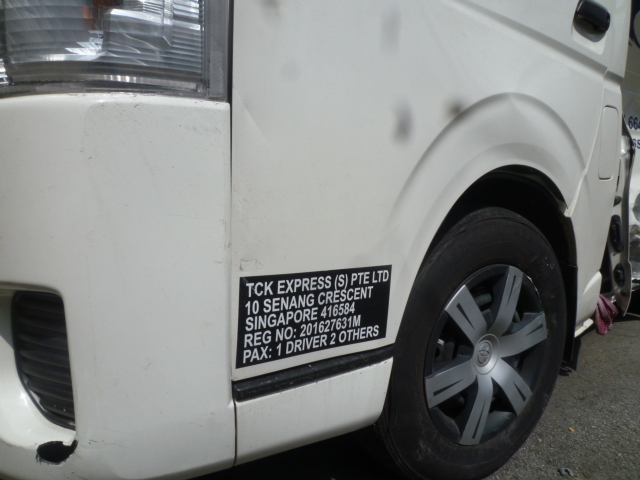 TCK EXPRESS (S) PTE LTD
10 SENANG CRESCENT
SINGAPORE 416584
REG NO: 201627631M
PAX: 1 DRIVER 2 OTHERS